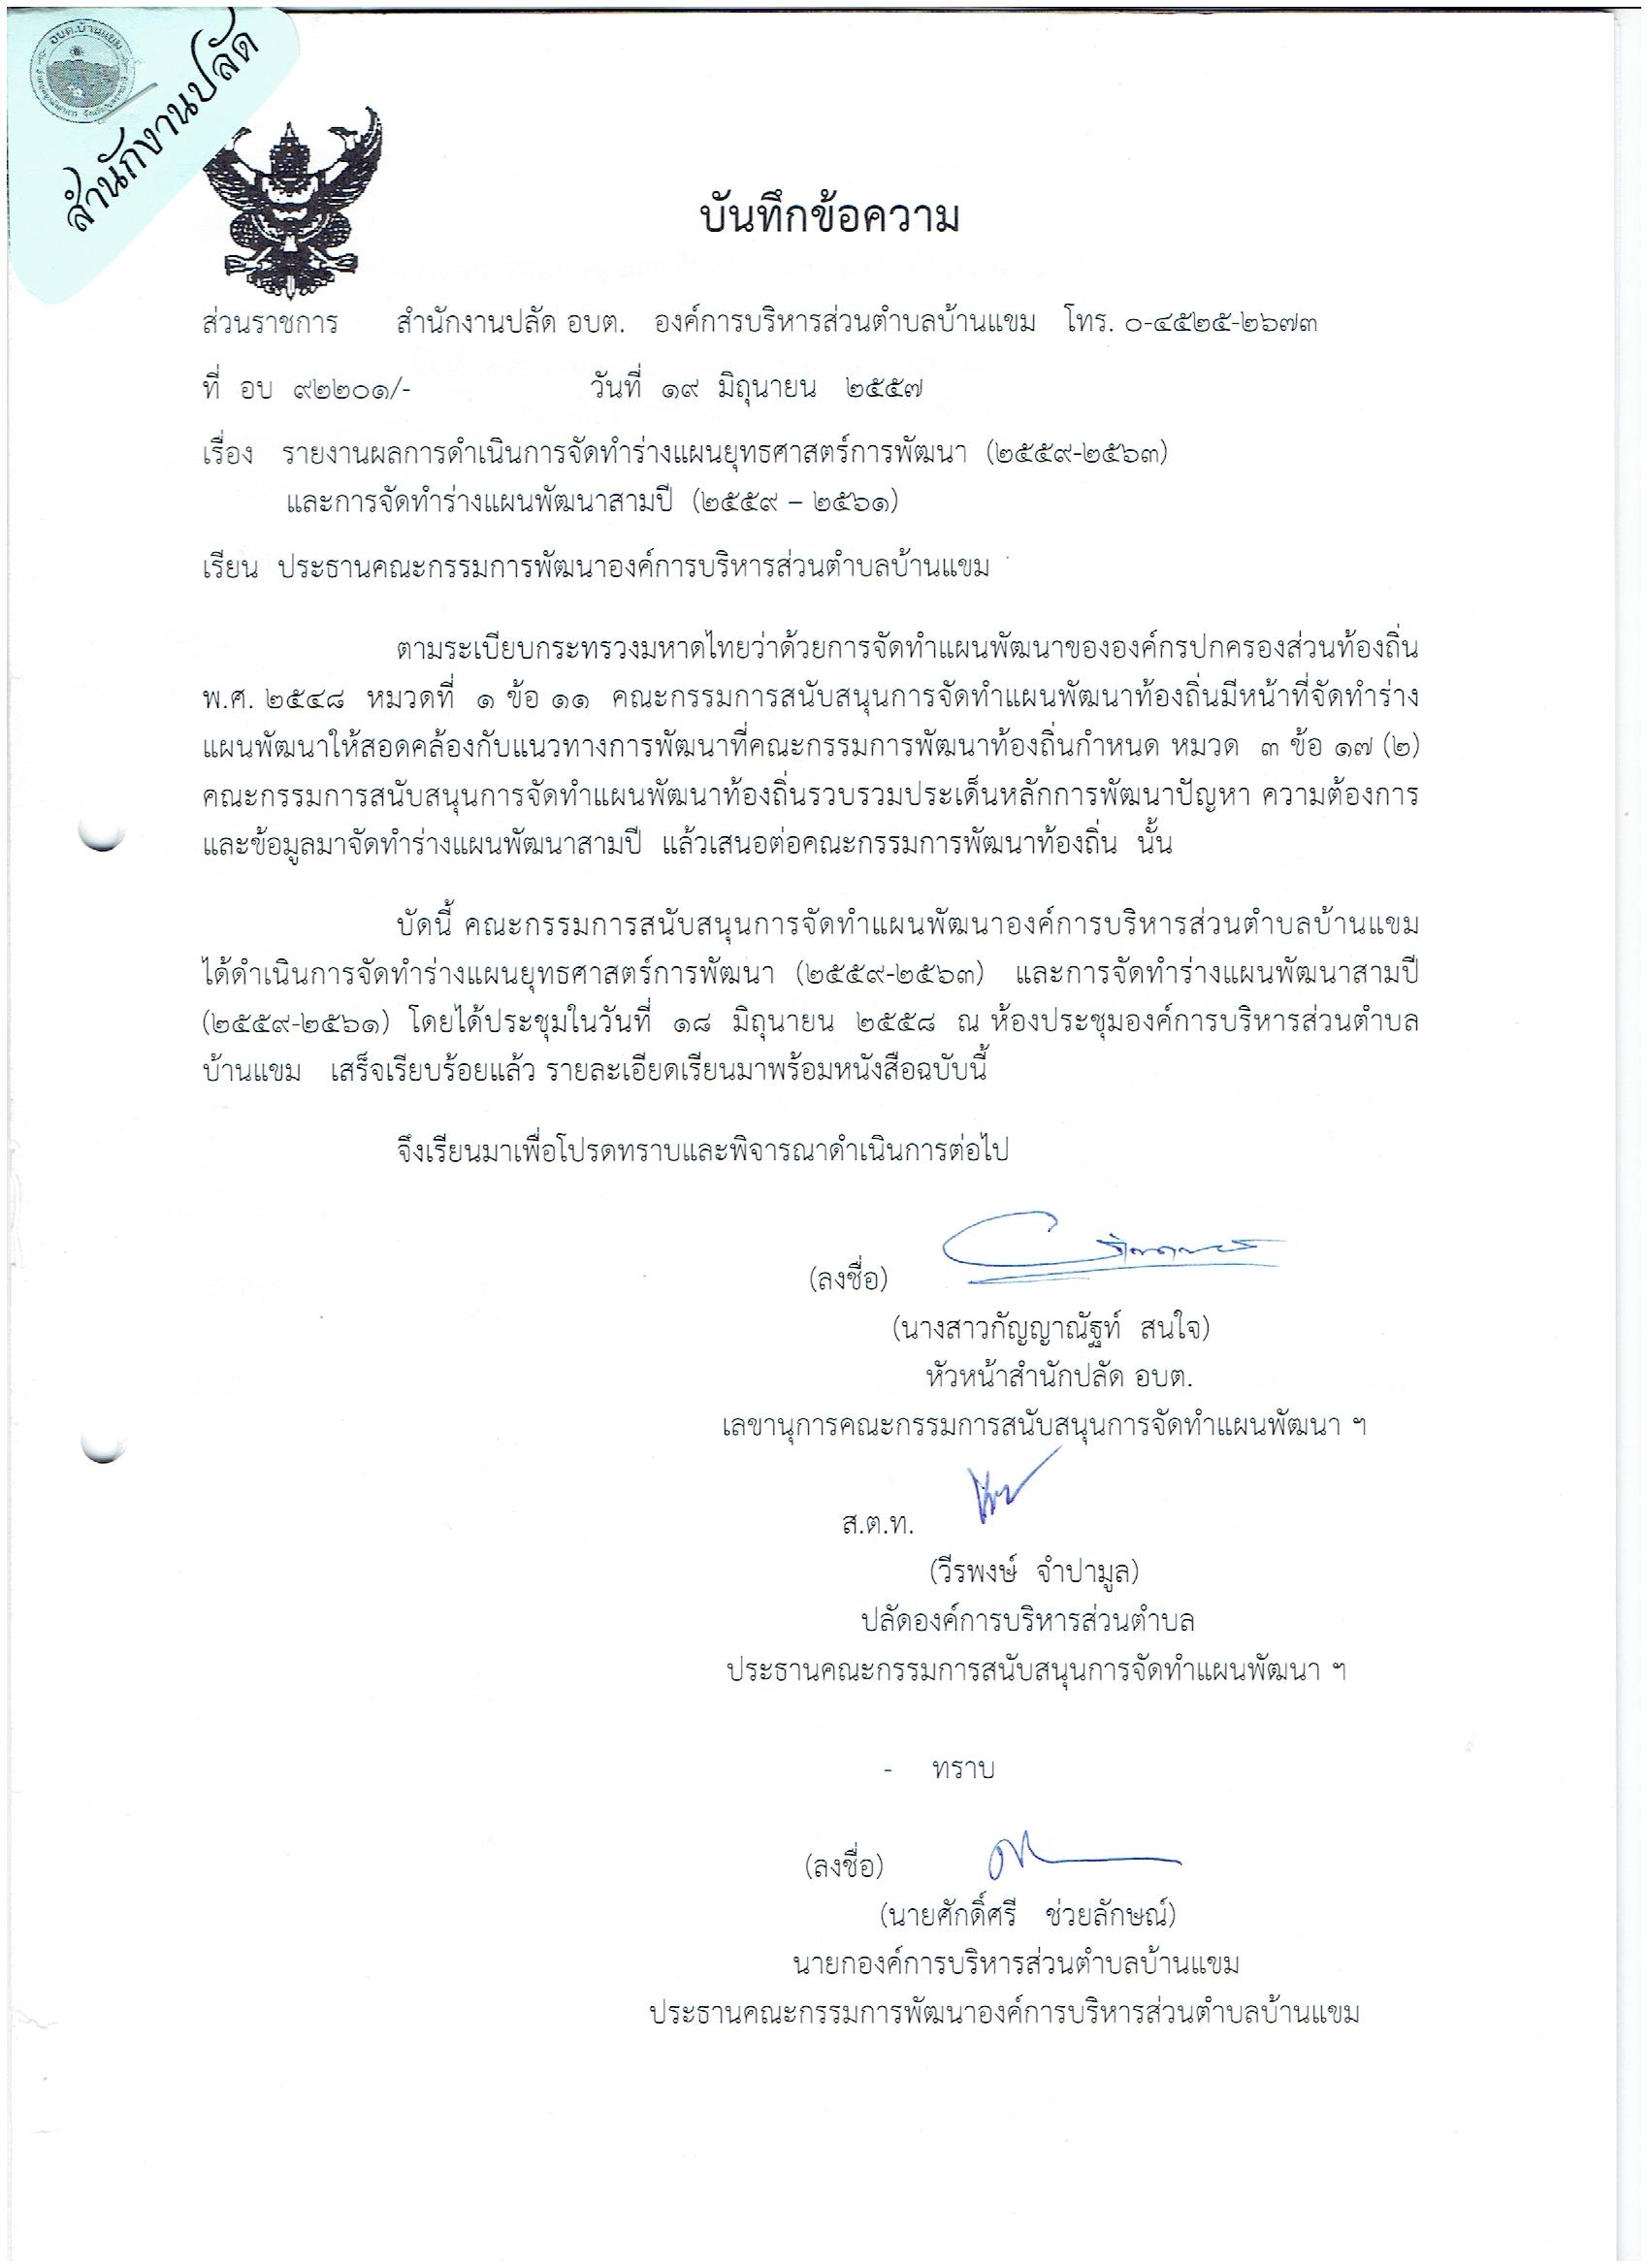 อบต.บ้านแขม
สำนักงานปลัด
บันทึกข้อความ
ส่วนราชการ สำนักงานปลัด อบต. องค์การบริหารส่วนตำบลบ้านแขม โทร. ๐-๔๕๒๕-๒๖๗๓
ที่ อบ ๙๒๒๐๑/- วันที่ ๑๙ มิถุนายน ๒๕๕๗
เรื่อง รายงานผลการดำเนินการจัดทำร่างแผนยุทธศาสตร์การพัฒนา (๒๕๕๙-๒๕๖๓)
และการจัดทำร่างแผนพัฒนาสามปี (๒๕๕๙ – ๒๕๖๑)
เรียน ประธานคณะกรรมการพัฒนาองค์การบริหารส่วนตำบลบ้านแขม
ตามระเบียบกระทรวงมหาดไทยว่าด้วยการจัดทำแผนพัฒนาขององค์กรปกครองส่วนท้องถิ่น
พ.ศ. ๒๕๔๘ หมวดที่ ๑ ข้อ ๑๑ คณะกรรมการสนับสนุนการจัดทำแผนพัฒนาท้องถิ่นมีหน้าที่จัดทำร่าง
แผนพัฒนาให้สอดคล้องกับแนวทางการพัฒนาที่คณะกรรมการพัฒนาท้องถิ่นกำหนด หมวด ๓ ข้อ ๑๗ (๒)
คณะกรรมการสนับสนุนการจัดทำแผนพัฒนาท้องถิ่นรวบรวมประเด็นหลักการพัฒนาปัญหา ความต้องการ
และข้อมูลมาจัดทำร่างแผนพัฒนาสามปี แล้วเสนอต่อคณะกรรมการพัฒนาท้องถิ่น นั้น
บัดนี้ คณะกรรมการสนับสนุนการจัดทำแผนพัฒนาองค์การบริหารส่วนตำบลบ้านแขม
ได้ดำเนินการจัดทำร่างแผนยุทธศาสตร์การพัฒนา (๒๕๕๙-๒๕๖๓) และการจัดทำร่างแผนพัฒนาสามปี
(๒๕๕๙-๒๕๖๑) โดยได้ประชุมในวันที่ ๑๘ มิถุนายน ๒๕๕๘ ณ ห้องประชุมองค์การบริหารส่วนตำบล
บ้านแขม เสร็จเรียบร้อยแล้ว รายละเอียดเรียนมาพร้อมหนังสือฉบับนี้
จึงเรียนมาเพื่อโปรดทราบและพิจารณาดำเนินการต่อไป
(ลงชื่อ)
(นางสาวกัญญาณัฐท์ สนใจ)
หัวหน้าสำนักปลัด อบต.
เลขานุการคณะกรรมการสนับสนุนการจัดทำแผนพัฒนา ฯ
ส.ต.ท.
(วีรพงษ์ จำปามูล)
ปลัดองค์การบริหารส่วนตำบล
ประธานคณะกรรมการสนับสนุนการจัดทำแผนพัฒนา ฯ
- ทราบ
(ลงชื่อ)
(นายศักดิ์ศรี ช่วยลักษณ์)
นายกองค์การบริหารส่วนตำบลบ้านแขม
ประธานคณะกรรมการพัฒนาองค์การบริหารส่วนตำบลบ้านแขม